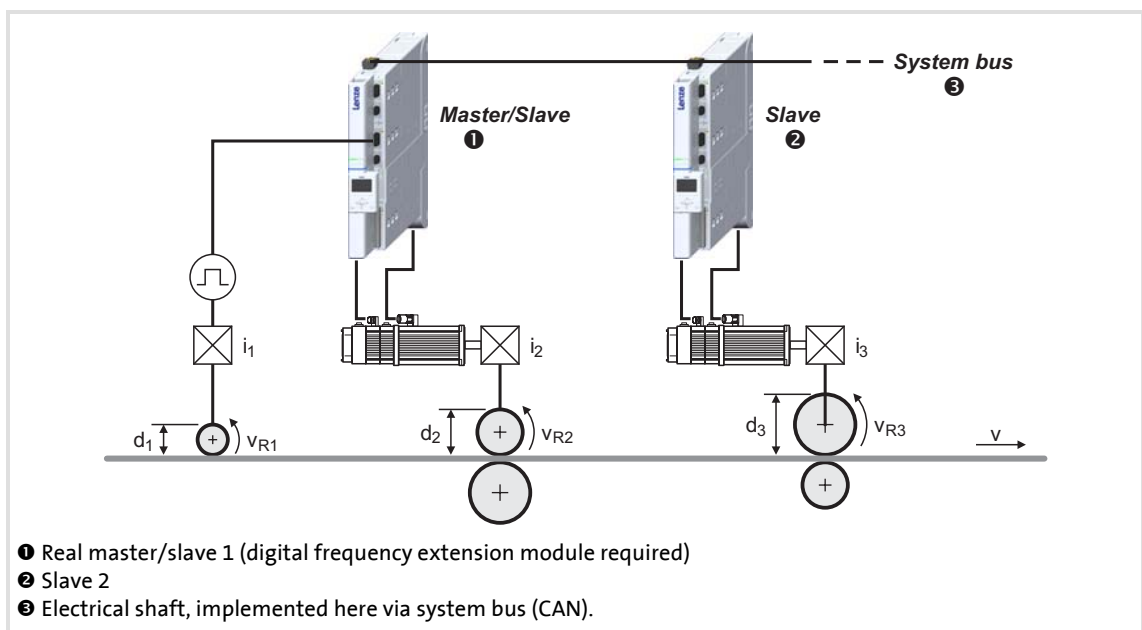 Lenze
Lenze
System bus
❸
Master/Slave
❶
Slave
❷
i₁
i₂
i₃
d₁
vR1
d₂
vR2
d₃
vR3
v
❶ Real master/slave 1 (digital frequency extension module required)
❷ Slave 2
❸ Electrical shaft, implemented here via system bus (CAN).